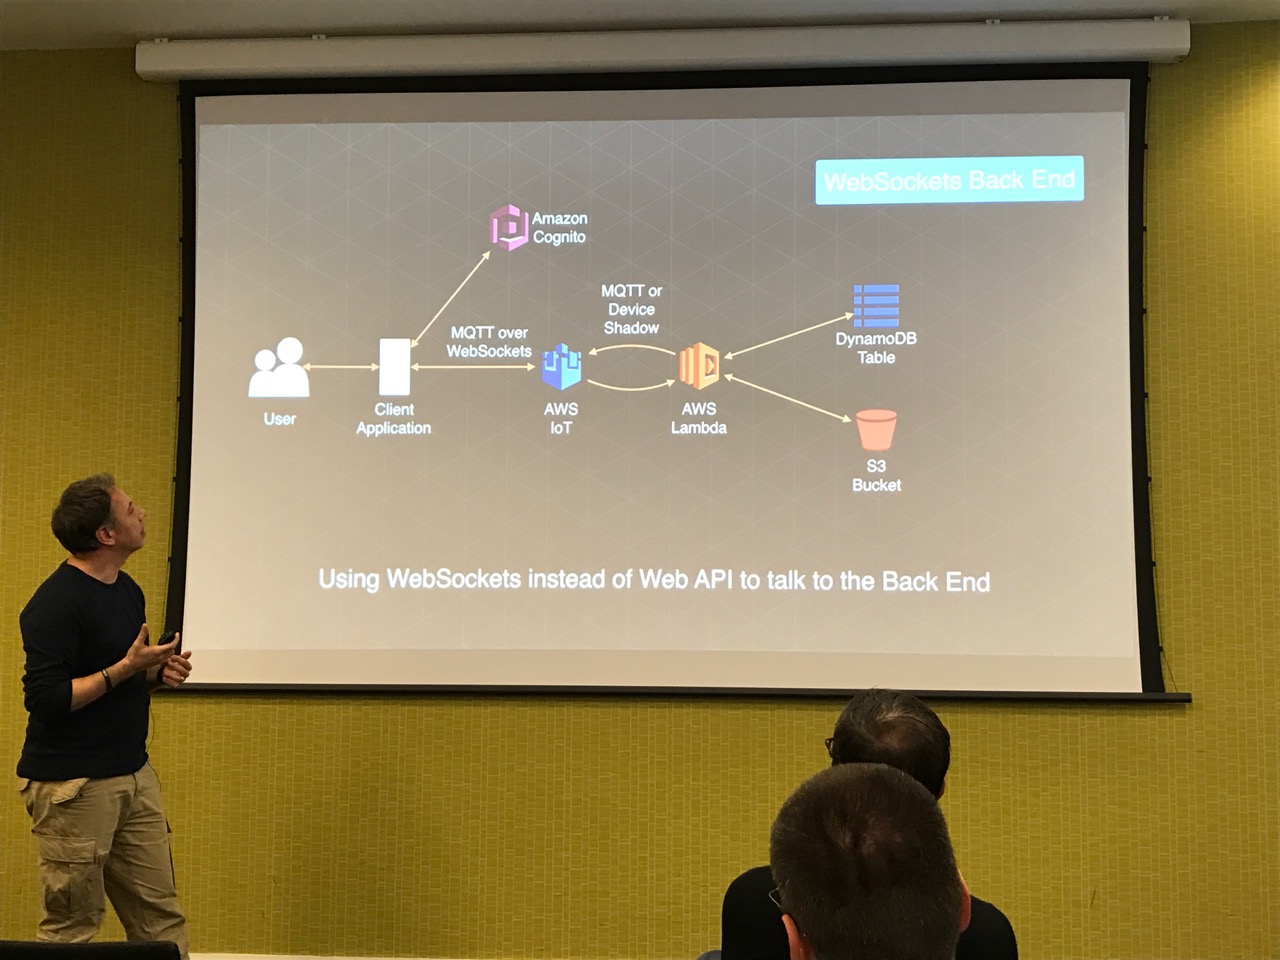 WebSockets Back End
Amazon
Cognito
MQTT or
Device
Shadow
MQTT over
WebSockets
DynamoDB
Table
User
Client
Application
AWS
IoT
AWS
Lambda
S3
Bucket
Using WebSockets instead of Web API to talk to the Back End